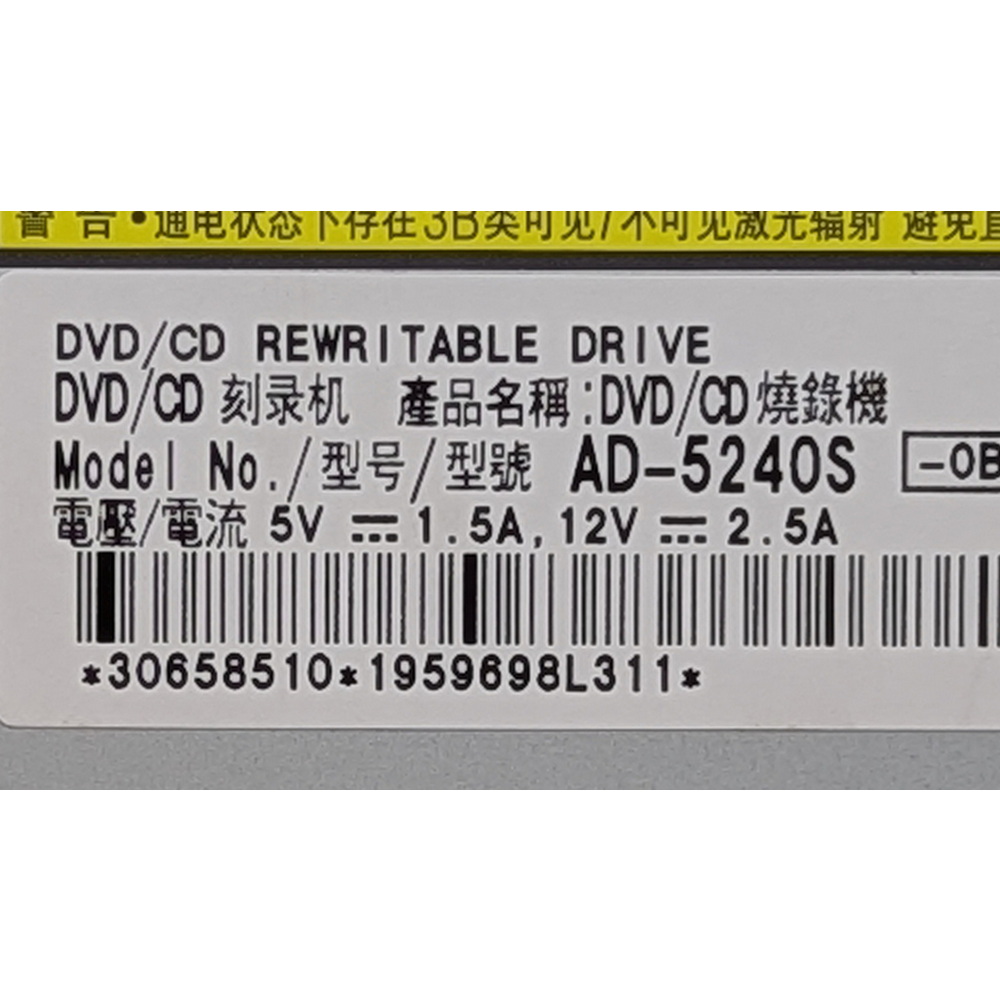 警 告 •通电状态下存在3B类可见/不可见激光辐射 避免直
DVD/CD REWRITABLE DRIVE
DVD/CD 刻录机 產品名稱:DVD/CD燒錄機
Model No./型号/型號 AD-5240S -0B
電壓/電流 5V ⎓ 1.5A,12V ⎓ 2.5A
*30658510*1959698L311*